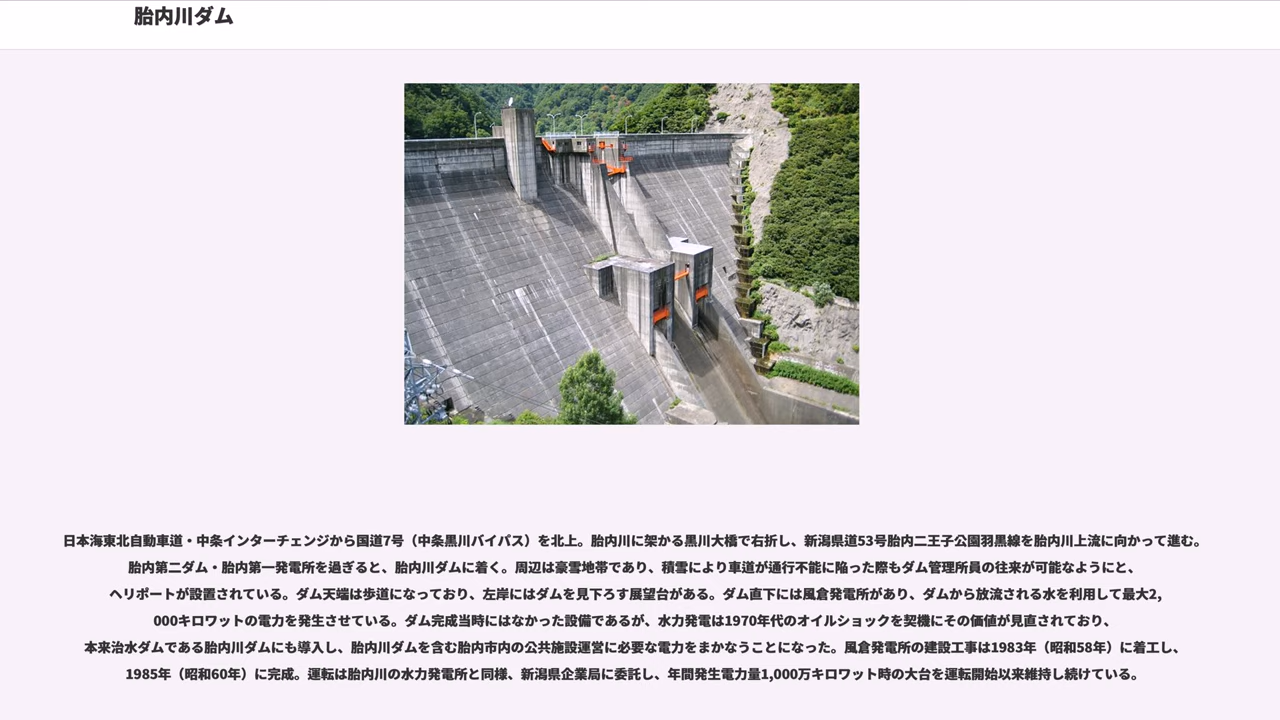 胎内川ダム
日本海東北自動車道・中条インターチェンジから国道7号（中条黒川バイパス）を北上。胎内川に架かる黒川大橋で右折し、新潟県道53号胎内二王子公園羽黒線を胎内川上流に向かって進む。
胎内第二ダム・胎内第一発電所を過ぎると、胎内川ダムに着く。周辺は豪雪地帯であり、積雪により車道が通行不能に陥った際もダム管理所員の往来が可能なようにと、
ヘリポートが設置されている。ダム天端は歩道になっており、左岸にはダムを見下ろす展望台がある。ダム直下には風倉発電所があり、ダムから放流される水を利用して最大2,
000キロワットの電力を発生させている。ダム完成当時にはなかった設備であるが、水力発電は1970年代のオイルショックを契機にその価値が見直されており、
本来治水ダムである胎内川ダムにも導入し、胎内川ダムを含む胎内市内の公共施設運営に必要な電力をまかなうことになった。風倉発電所の建設工事は1983年（昭和58年）に着工し、
1985年（昭和60年）に完成。運転は胎内川の水力発電所と同様、新潟県企業局に委託し、年間発生電力量1,000万キロワット時の大台を運転開始以来維持し続けている。